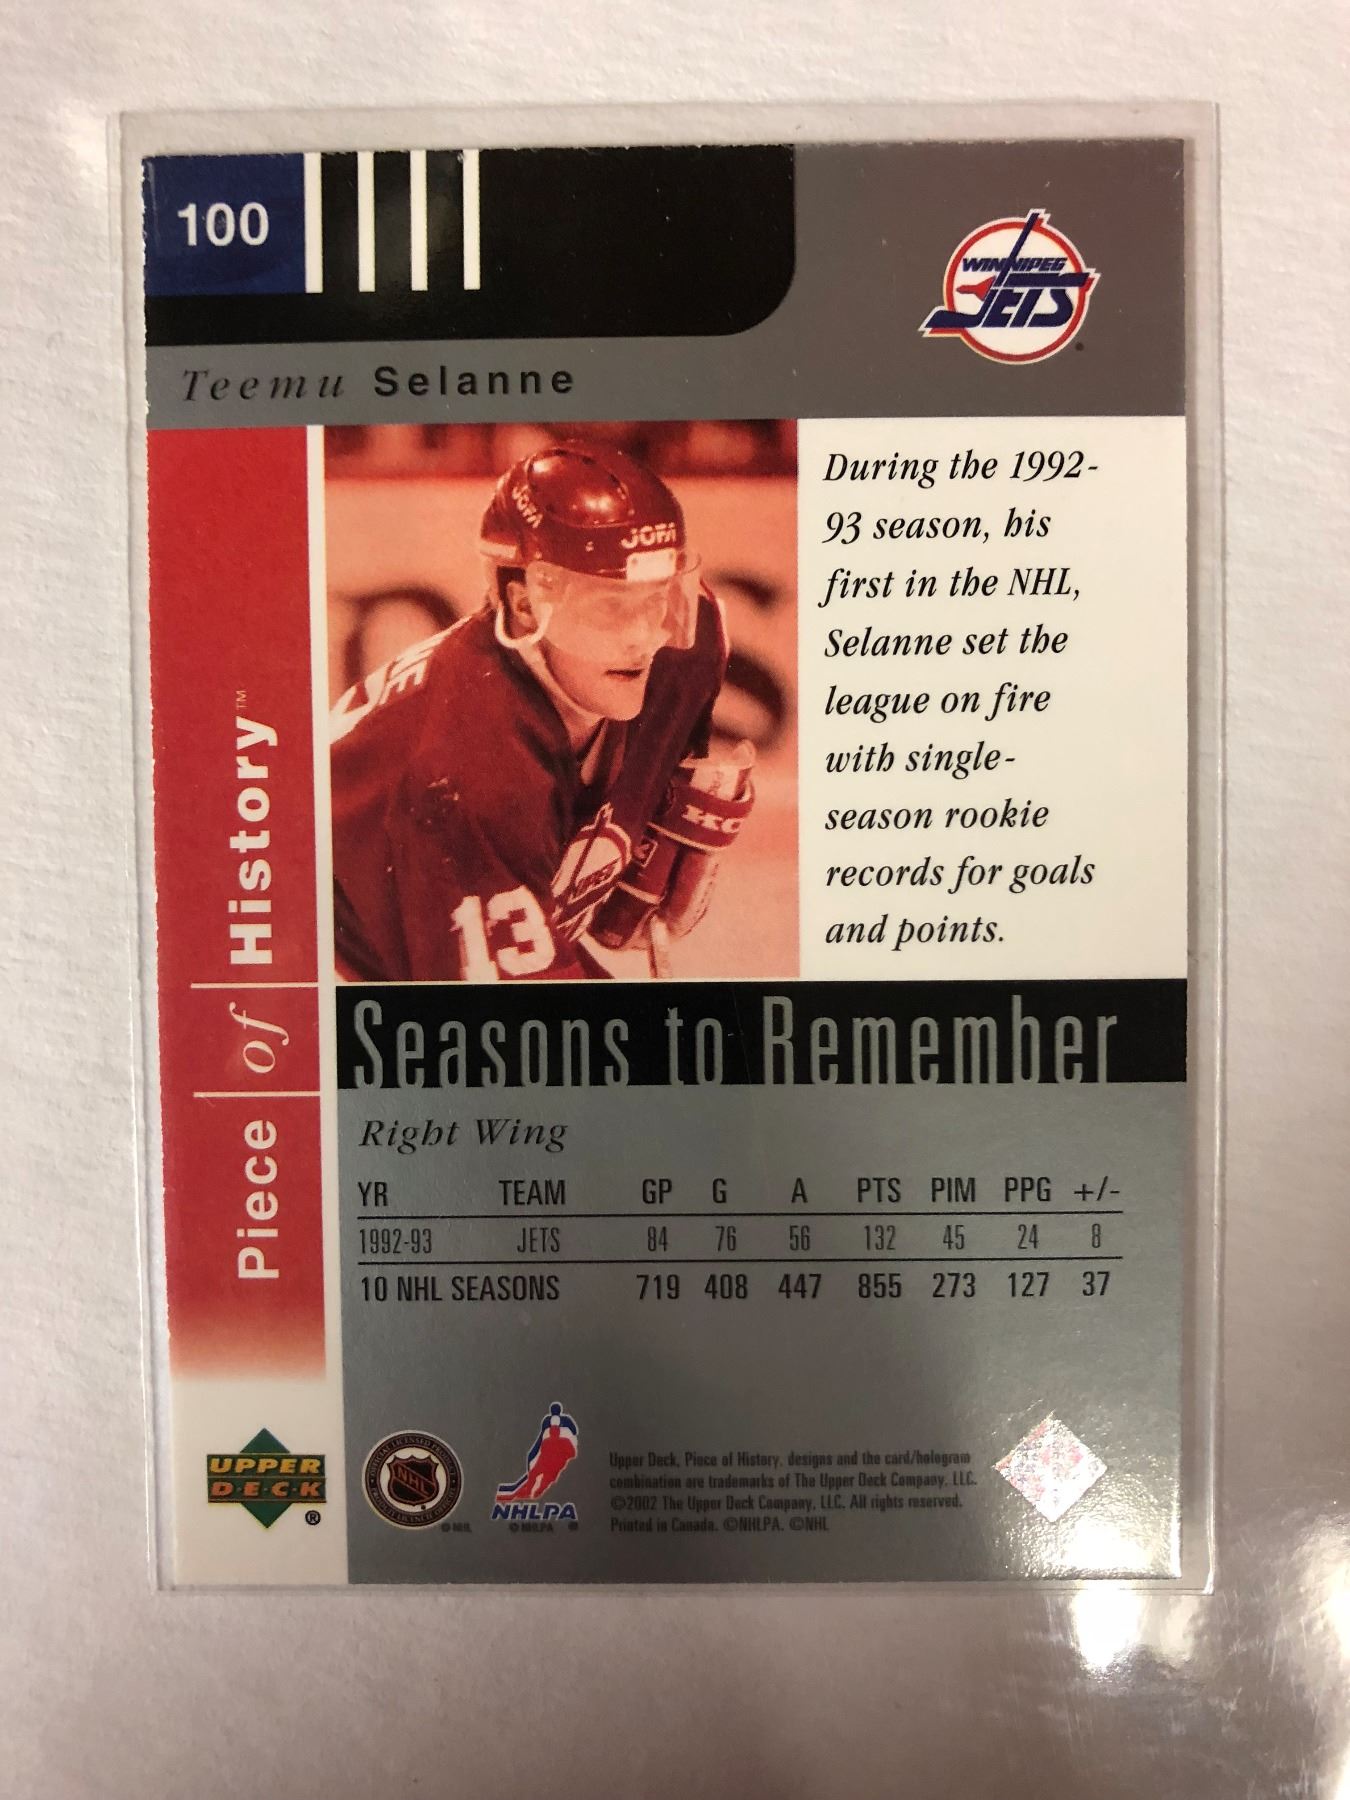 100
WINNIPEG
JETS
Teemu Selanne
JOFA
JOFA
13
During the 1992-
93 season, his
first in the NHL,
Selanne set the
league on fire
with single-
season rookie
records for goals
and points.
Piece of History™
Seasons to Remember
Right Wing
YR TEAM GP G A PTS PIM PPG +/-
1992-93 JETS 84 76 56 132 45 24 8
10 NHL SEASONS 719 408 447 855 273 127 37
UPPER
DECK
®
NHL
NHLPA
Upper Deck, Piece of History, designs and the card/hologram
combination are trademarks of The Upper Deck Company, LLC.
©2002 The Upper Deck Company, LLC. All rights reserved.
Printed in Canada. ©NHLPA. ©NHL